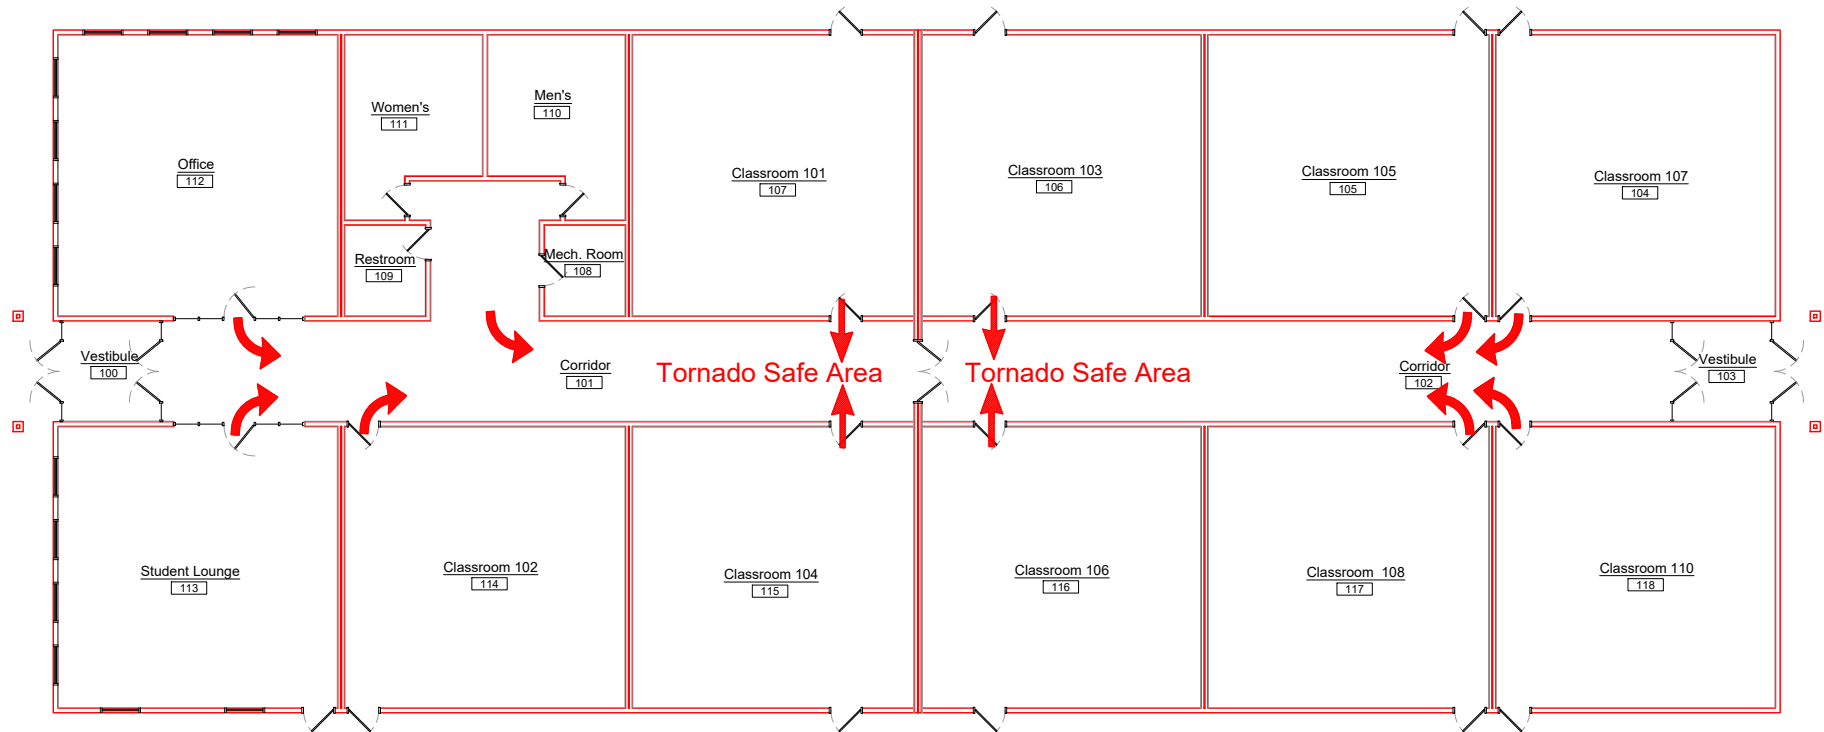 Women's
111
Men's
110
Office
112
Classroom 101
107
Classroom 103
106
Classroom 105
105
Classroom 107
104
Restroom
109
Mech. Room
108
Vestibule
100
Corridor
101
Tornado Safe Area
Tornado Safe Area
Corridor
102
Vestibule
103
Student Lounge
113
Classroom 102
114
Classroom 104
115
Classroom 106
116
Classroom  108
117
Classroom 110
118